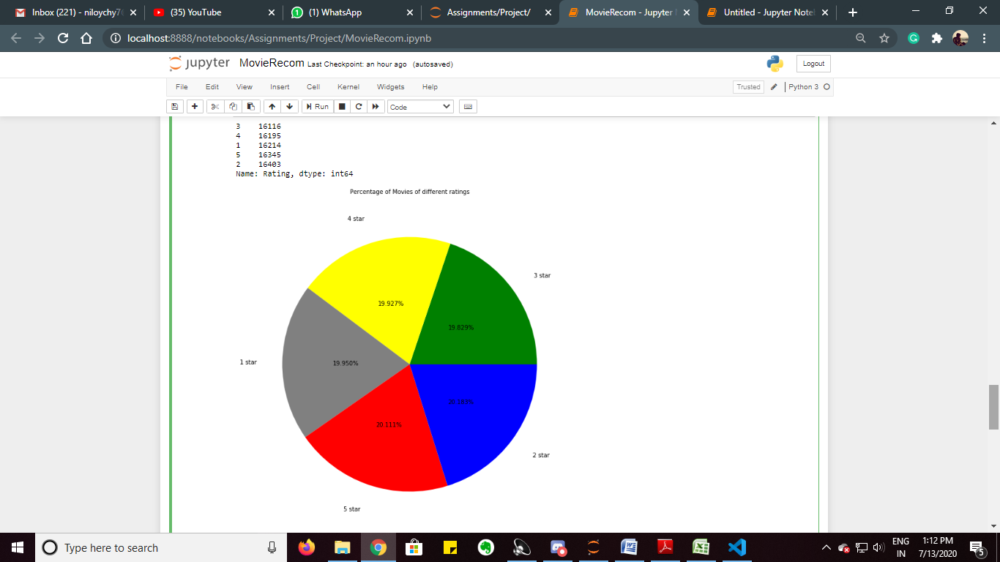 Inbox (221) - niloychy7
(35) YouTube
(1) WhatsApp
Assignments/Project/
MovieRecom - Jupyter
Untitled - Jupyter Note
localhost:8888/notebooks/Assignments/Project/MovieRecom.ipynb
jupyter MovieRecom Last Checkpoint: an hour ago (autosaved)
Logout
File Edit View Insert Cell Kernel Widgets Help
Trusted Python 3
Run Code
3 16116
4 16195
1 16214
5 16345
2 16403
Name: Rating, dtype: int64
Percentage of Movies of different ratings
4 star
3 star
19.927%
19.829%
1 star
19.950%
20.111%
2 star
5 star
Type here to search
ENG
IN
1:12 PM
7/13/2020
5